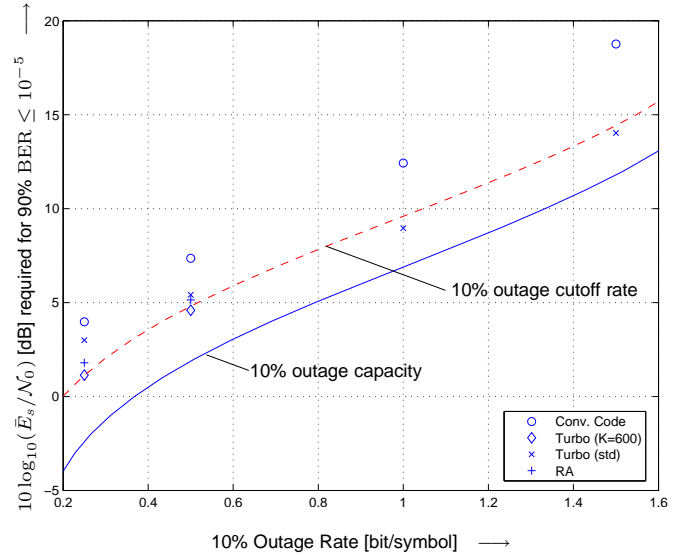 10 log₁₀(Ēₛ/𝒩₀) [dB] required for 90% BER ≤ 10⁻⁵ ⟶
20
15
10
5
0
−5
0.2 0.4 0.6 0.8 1 1.2 1.4 1.6
10% outage cutoff rate
10% outage capacity
Conv. Code
Turbo (K=600)
Turbo (std)
RA
10% Outage Rate [bit/symbol] ⟶